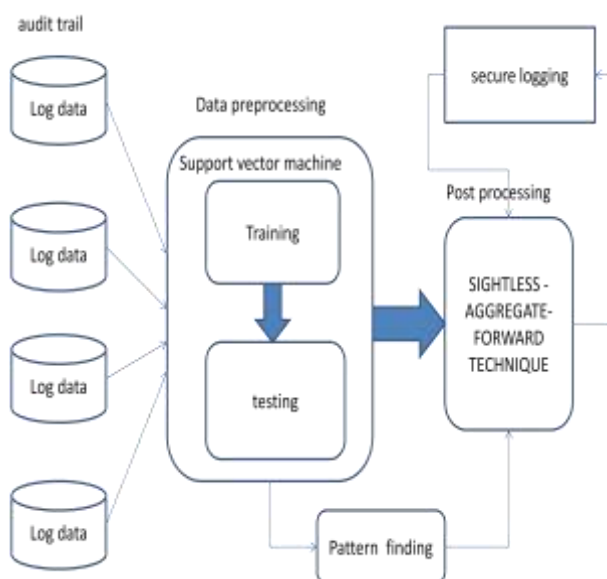 audit trail
Log data
Log data
Log data
Log data
Data preprocessing
Support vector machine
Training
testing
Pattern finding
secure logging
Post processing
SIGHTLESS -
AGGREGATE-
FORWARD
TECHNIQUE